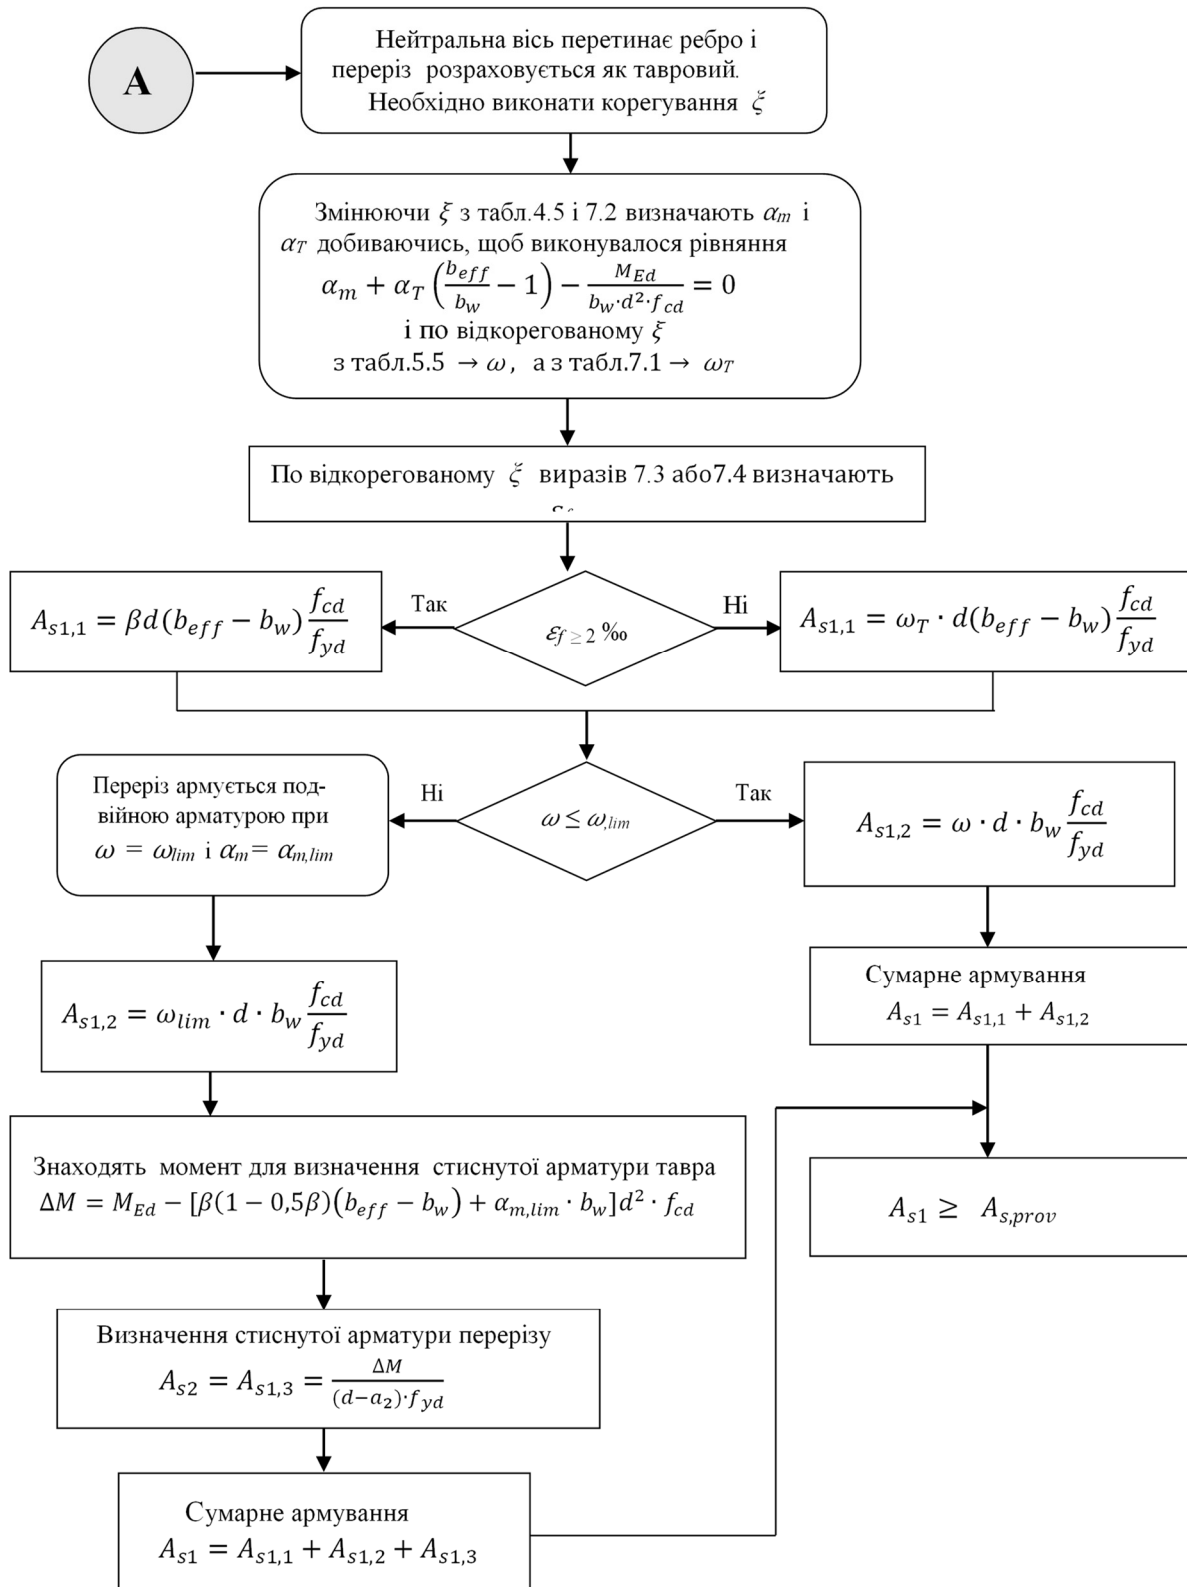 A
Нейтральна вісь перетинає ребро і
переріз розраховується як тавровий.
Необхідно виконати корегування ξ
Змінюючи ξ з табл.4.5 і 7.2 визначають αm і
αT добиваючись, щоб виконувалося рівняння
αm + αT (beff/bw − 1) − MEd/(bw·d²·fcd) = 0
і по відкорегованому ξ
з табл.5.5 → ω, а з табл.7.1 → ωT
По відкорегованому ξ виразів 7.3 або7.4 визначають
As1,1 = βd(beff − bw) fcd/fyd
Так
εf ≥ 2 ‰
Ні
As1,1 = ωT · d(beff − bw) fcd/fyd
Переріз армується под-
війною арматурою при
ω = ωlim і αm = αm,lim
Ні
ω ≤ ω,lim
Так
As1,2 = ω · d · bw fcd/fyd
As1,2 = ωlim · d · bw fcd/fyd
Сумарне армування
As1 = As1,1 + As1,2
Знаходять момент для визначення стиснутої арматури тавра
ΔM = MEd − [β(1 − 0,5β)(beff − bw) + αm,lim · bw]d² · fcd
As1 ≥ As,prov
Визначення стиснутої арматури перерізу
As2 = As1,3 = ΔM/((d−a2)·fyd)
Сумарне армування
As1 = As1,1 + As1,2 + As1,3